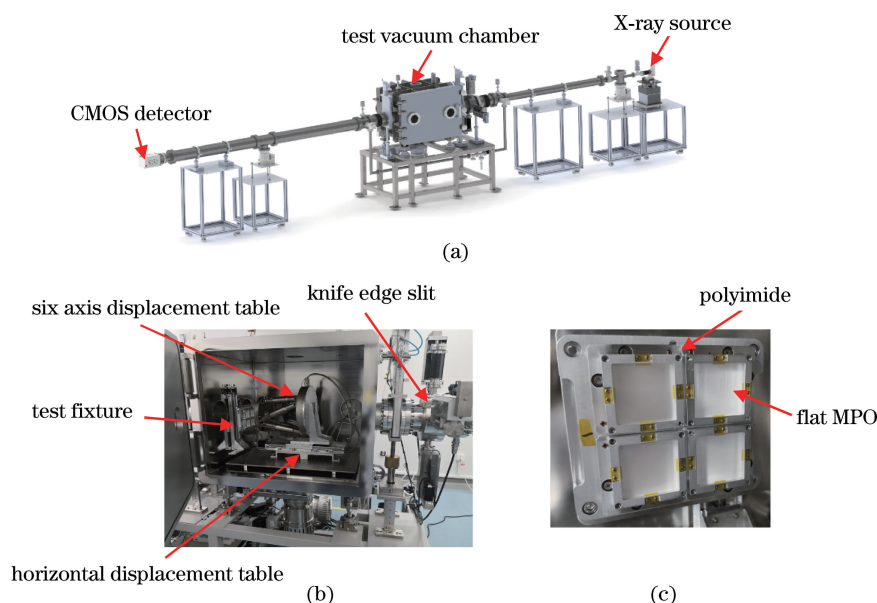 X-ray source
test vacuum chamber
CMOS detector
(a)
knife edge slit
polyimide
six axis displacement table
test fixture
flat MPO
horizontal displacement table
(b)
(c)